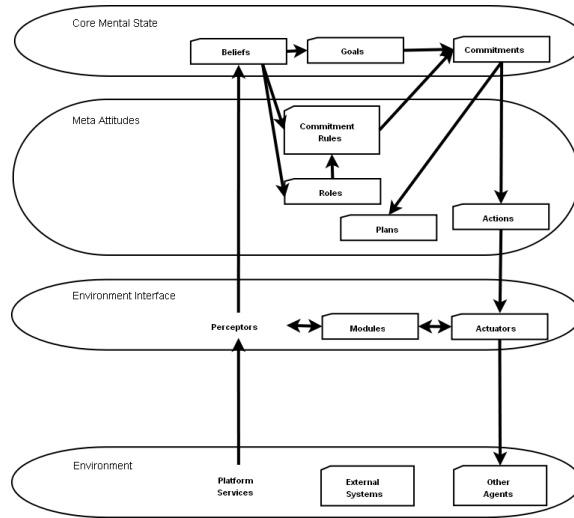 Core Mental State
Beliefs
Goals
Commitments
Meta Attitudes
Commitment
Rules
Roles
Plans
Actions
Environment Interface
Perceptors
Modules
Actuators
Environment
Platform
Services
External
Systems
Other
Agents